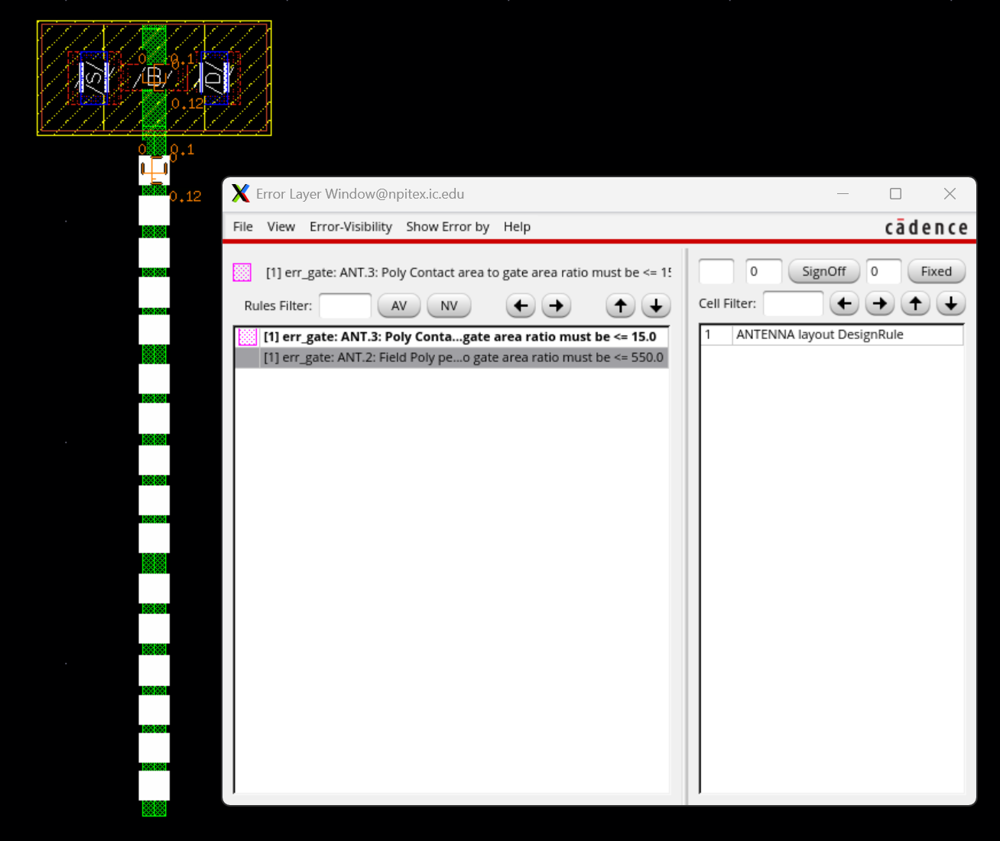 0 0.1
0
/S/ /B /D/
0.12
0 0.1
0
0.12
Error Layer Window@npitex.ic.edu
File View Error-Visibility Show Error by Help
cādence
[1] err_gate: ANT.3: Poly Contact area to gate area ratio must be <= 15
0 SignOff 0 Fixed
Rules Filter: AV NV
Cell Filter:
[1] err_gate: ANT.3: Poly Conta...gate area ratio must be <= 15.0
[1] err_gate: ANT.2: Field Poly pe...o gate area ratio must be <= 550.0
1 ANTENNA layout DesignRule